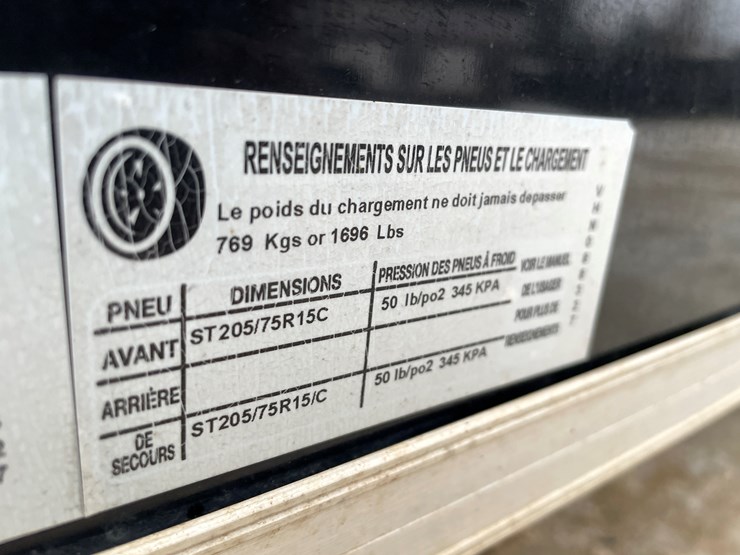 RENSEIGNEMENTS SUR LES PNEUS ET LE CHARGEMENT
Le poids du chargement ne doit jamais depasser
769 Kgs or 1696 Lbs
PNEU DIMENSIONS PRESSION DES PNEUS À FROID
AVANT ST205/75R15C 50 lb/po2 345 KPA
ARRIÈRE
DE SECOURS ST205/75R15/C 50 lb/po2 345 KPA
VOIR LE MANUEL
DE L'USAGER
POUR PLUS DE
RENSEIGNEMENTS